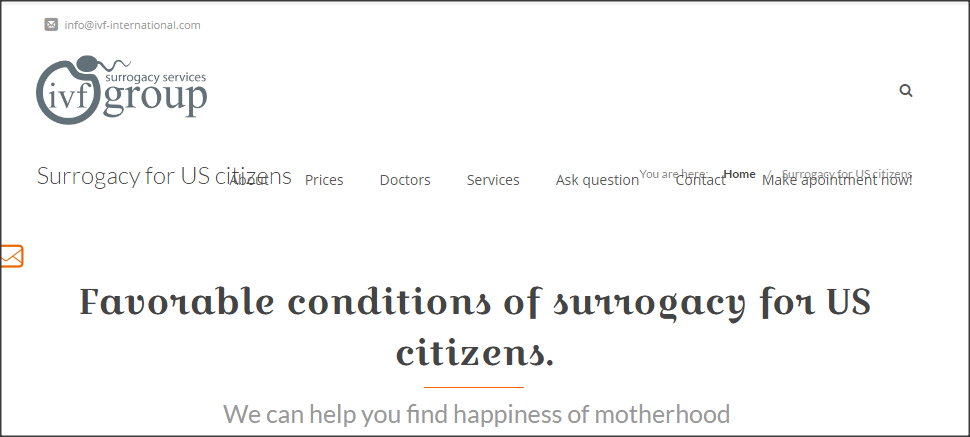 info@ivf-international.com
surrogacy services
ivf group
Surrogacy for US citizens
About Prices Doctors Services Ask question Contact Make apointment now!
You are here: Home / Surrogacy for US citizens
Favorable conditions of surrogacy for US
citizens.
We can help you find happiness of motherhood